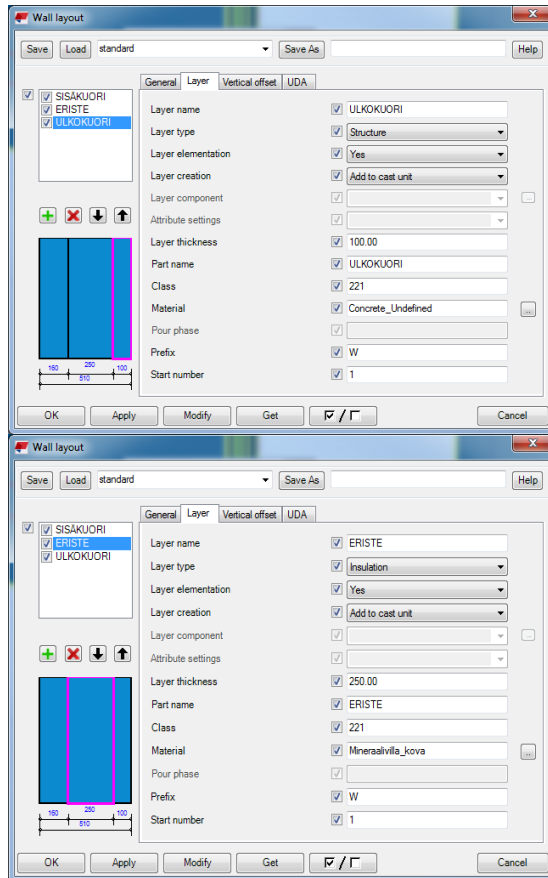 Wall layout
Save Load standard Save As Help
General Layer Vertical offset UDA
SISÄKUORI
ERISTE
ULKOKUORI
Layer name ULKOKUORI
Layer type Structure
Layer elementation Yes
Layer creation Add to cast unit
Layer component
Attribute settings
Layer thickness 100.00
Part name ULKOKUORI
Class 221
Material Concrete_Undefined
Pour phase
Prefix W
Start number 1
160 250 100
510
OK Apply Modify Get / Cancel
Wall layout
Save Load standard Save As Help
General Layer Vertical offset UDA
SISÄKUORI
ERISTE
ULKOKUORI
Layer name ERISTE
Layer type Insulation
Layer elementation Yes
Layer creation Add to cast unit
Layer component
Attribute settings
Layer thickness 250.00
Part name ERISTE
Class 221
Material Mineraalivilla_kova
Pour phase
Prefix W
Start number 1
160 250 100
510
OK Apply Modify Get / Cancel